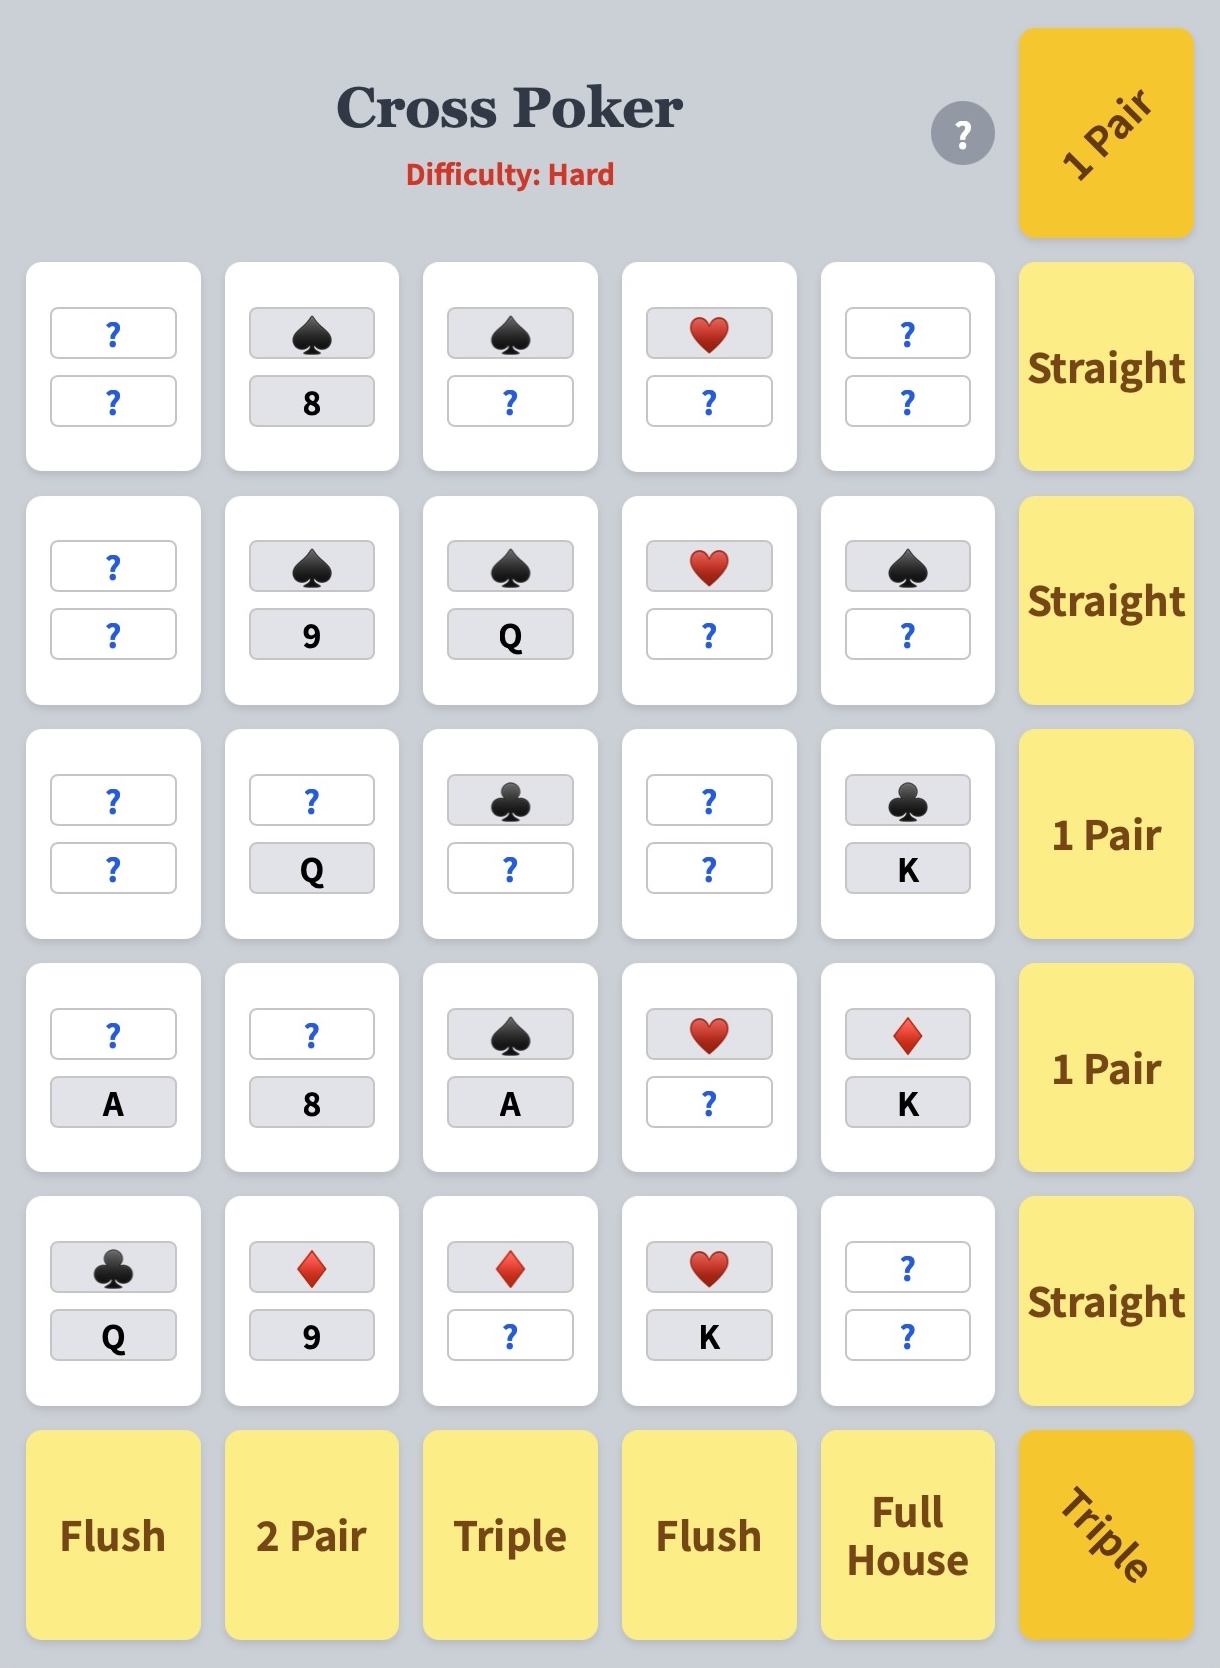 Cross Poker
Difficulty: Hard
?
1 Pair
? ♠ ♠ ♥ ?
? 8 ? ? ?
Straight
? ♠ ♠ ♥ ♠
? 9 Q ? ?
Straight
? ? ♣ ? ♣
? Q ? ? K
1 Pair
? ? ♠ ♥ ♦
A 8 A ? K
1 Pair
♣ ♦ ♦ ♥ ?
Q 9 ? K ?
Straight
Flush
2 Pair
Triple
Flush
Full
House
Triple